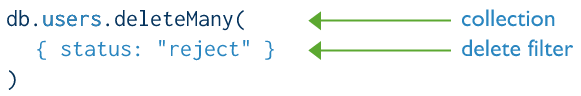 db.users.deleteMany( collection
{ status: "reject" } delete filter
)